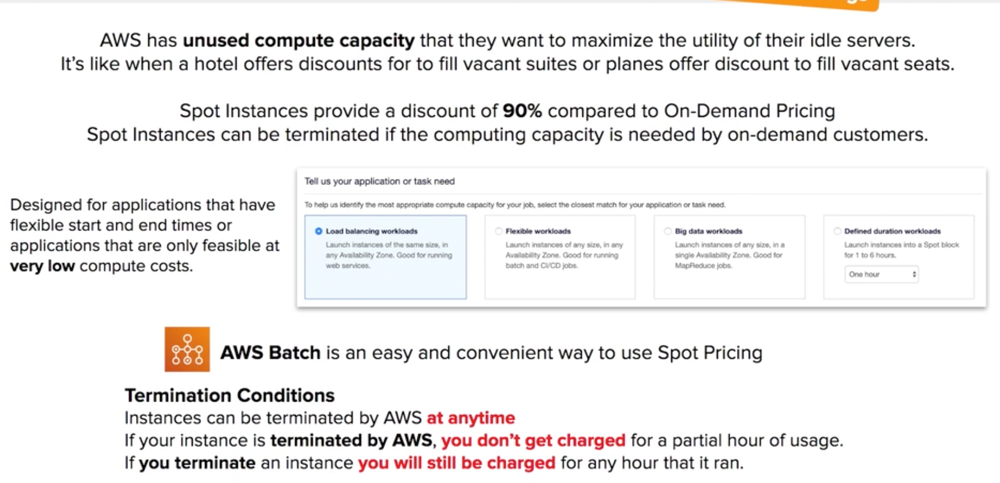 AWS has unused compute capacity that they want to maximize the utility of their idle servers.
It's like when a hotel offers discounts for to fill vacant suites or planes offer discount to fill vacant seats.
Spot Instances provide a discount of 90% compared to On-Demand Pricing
Spot Instances can be terminated if the computing capacity is needed by on-demand customers.
Designed for applications that have
flexible start and end times or
applications that are only feasible at
very low compute costs.
Tell us your application or task need
To help us identify the most appropriate compute capacity for your job, select the closest match for your application or task need.
Load balancing workloads
Launch instances of the same size, in
any Availability Zone. Good for running
web services.
Flexible workloads
Launch instances of any size, in any
Availability Zone. Good for running
batch and CI/CD jobs.
Big data workloads
Launch instances of any size, in a
single Availability Zone. Good for
MapReduce jobs.
Defined duration workloads
Launch instances into a Spot block
for 1 to 6 hours.
One hour
AWS Batch is an easy and convenient way to use Spot Pricing
Termination Conditions
Instances can be terminated by AWS at anytime
If your instance is terminated by AWS, you don't get charged for a partial hour of usage.
If you terminate an instance you will still be charged for any hour that it ran.